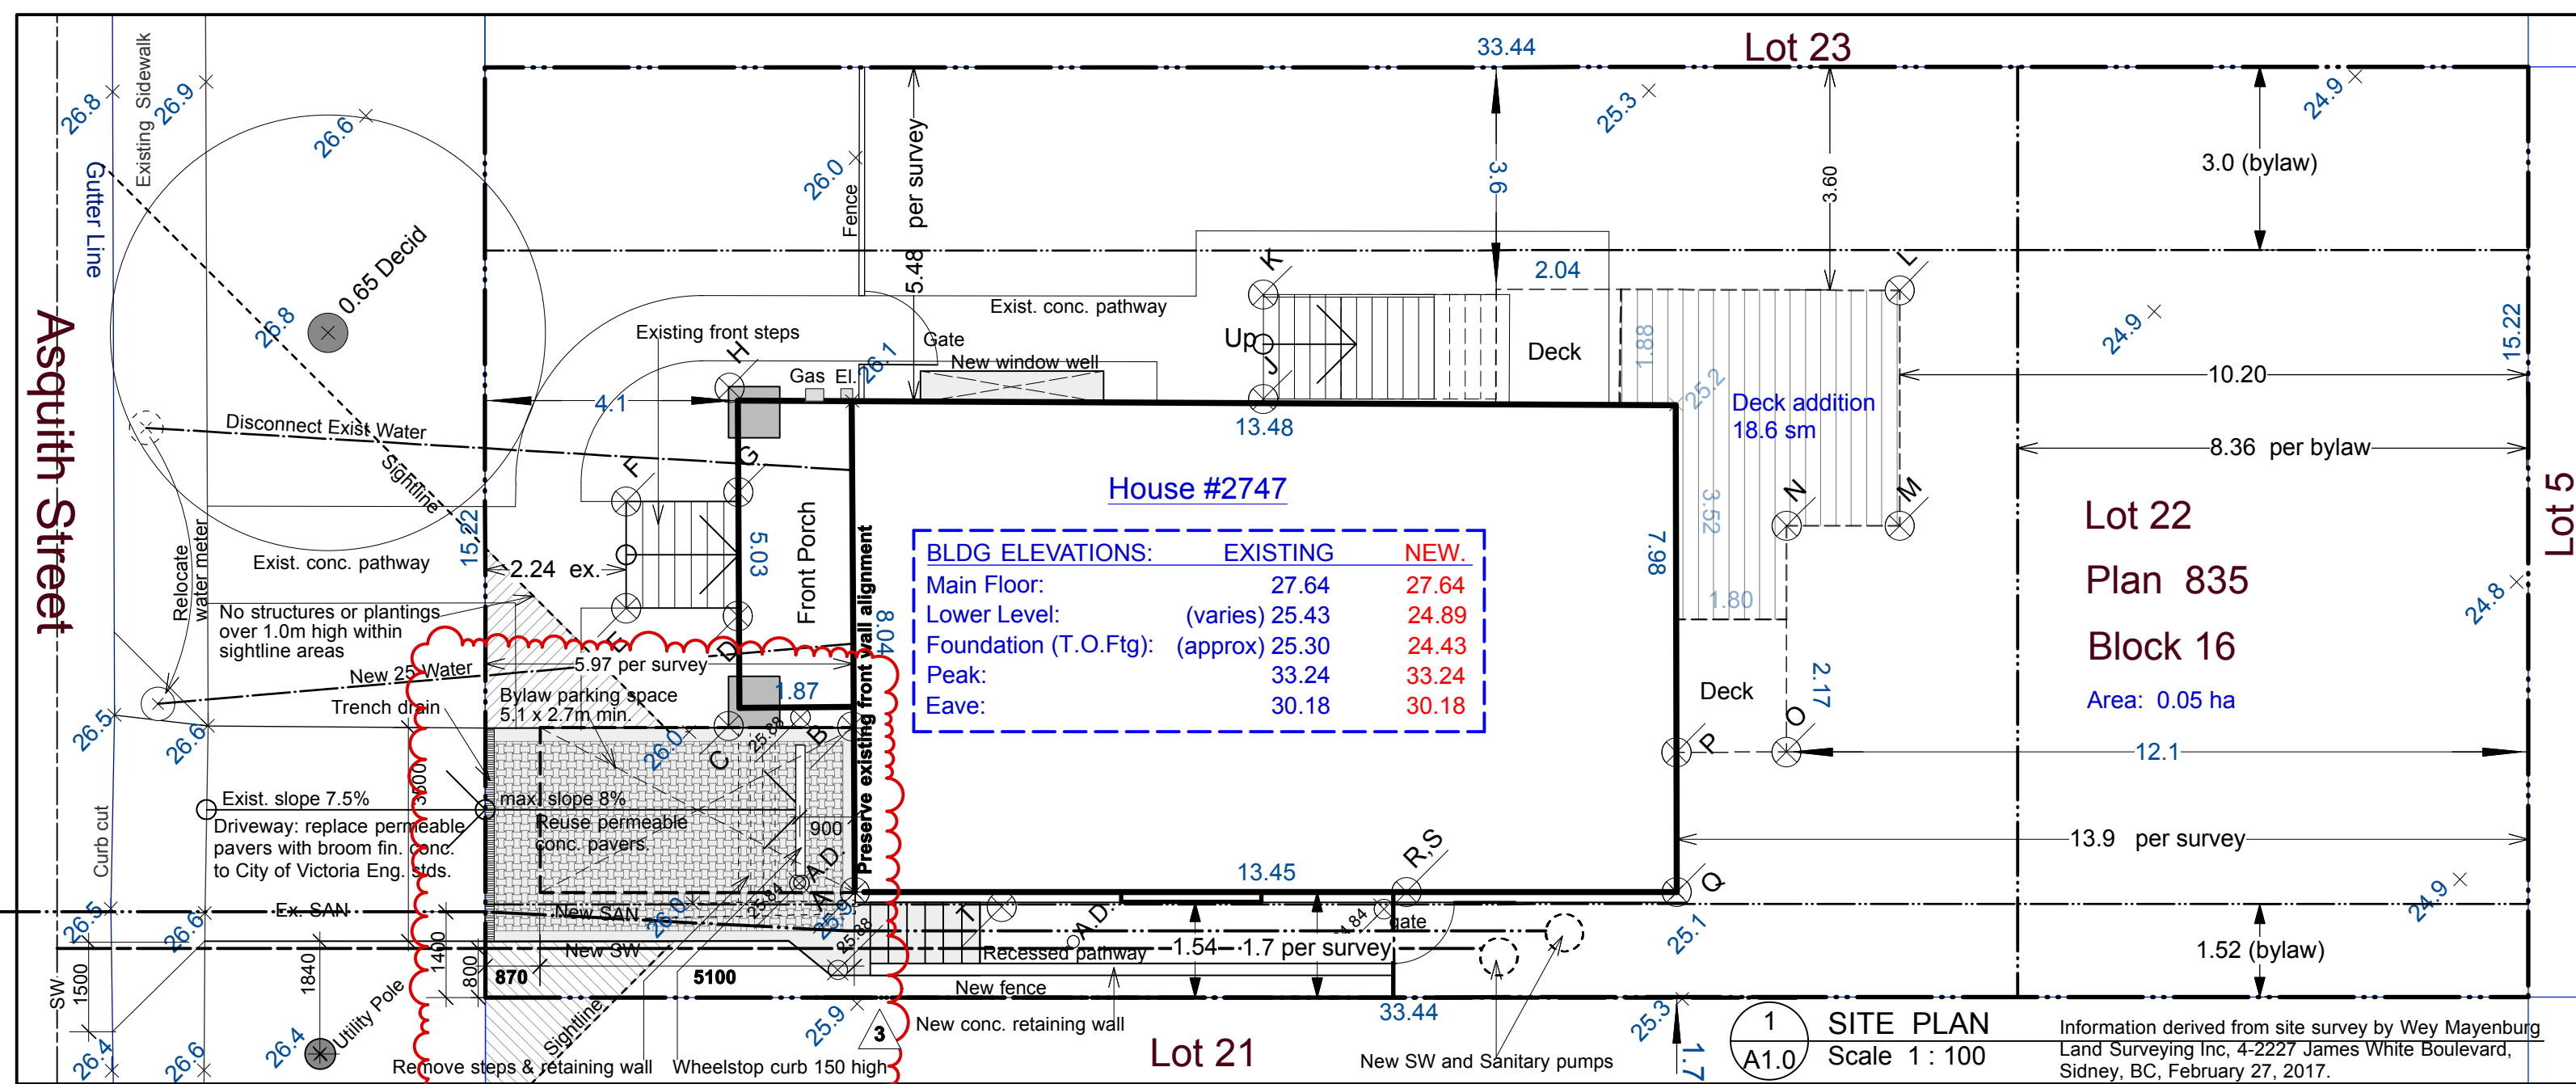 Lot 23
33.44
26.8
Existing Sidewalk
26.9
26.6
Gutter Line
0.65 Decid
26.8
Asquith Street
Fence
26.0
5.48 per survey
3.6
25.3
3.60
3.0 (bylaw)
24.9
K
2.04
L
Exist. conc. pathway
Existing front steps
H
Gas El.
26.1
Gate
New window well
Up
J
Deck
1.88
25.2
Deck addition
18.6 sm
24.9
15.22
10.20
4.1
Disconnect Exist Water
Sightline
13.48
8.36 per bylaw
F
G
House #2747
N
M
Lot 5
Lot 22
Plan 835
Block 16
Area: 0.05 ha
Relocate
water meter
Exist. conc. pathway
15.22
2.24 ex.
5.03
Front Porch
BLDG ELEVATIONS: EXISTING NEW.
Main Floor: 27.64 27.64
Lower Level: (varies) 25.43 24.89
Foundation (T.O.Ftg): (approx) 25.30 24.43
Peak: 33.24 33.24
Eave: 30.18 30.18
7.98
3.52
1.80
24.8
No structures or plantings
over 1.0m high within
sightline areas
E
D
8.04
Preserve existing front wall alignment
5.97 per survey
New 25 Water
Trench drain
Bylaw parking space
5.1 x 2.7m min.
1.87
Deck
2.17
26.5
26.6
26.0
C
25.88
B
P
O
12.1
3500
Exist. slope 7.5%
max. slope 8%
Driveway: replace permeable
pavers with broom fin. conc.
to City of Victoria Eng. stds.
Reuse permeable
conc. pavers.
900
Curb cut
13.9 per survey
13.45
R,S
Q
A.D.
A
25.84
25.9
26.5
26.6
Ex. SAN
New SAN
26.0
25.88
T
A.D.
gate
25.1
24.9
SW
1500
1840
1400
800
New SW
870
5100
Recessed pathway
1.54
1.7 per survey
1.52 (bylaw)
New fence
25.9
3
New conc. retaining wall
33.44
25.3
1.7
26.4
26.6
26.4
Utility Pole
Sightline
Remove steps & retaining wall
Wheelstop curb 150 high
Lot 21
New SW and Sanitary pumps
1
A1.0
SITE PLAN
Scale 1 : 100
Information derived from site survey by Wey Mayenburg
Land Surveying Inc, 4-2227 James White Boulevard,
Sidney, BC, February 27, 2017.